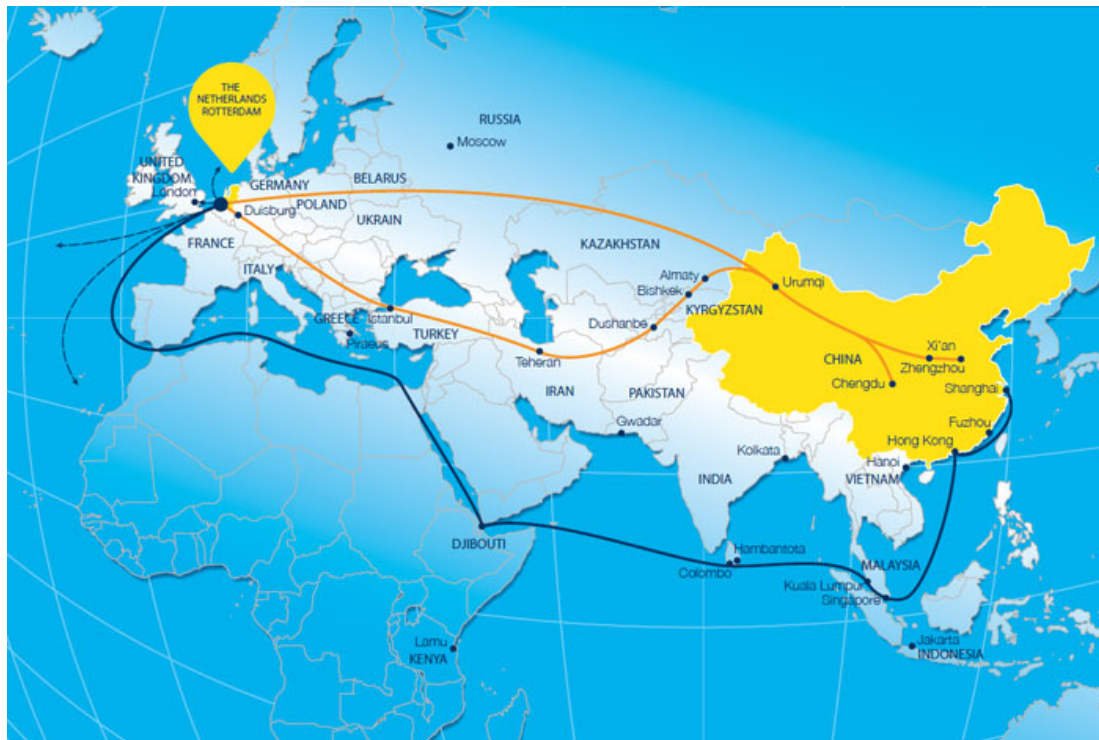 THE
NETHERLANDS
ROTTERDAM
RUSSIA
Moscow
UNITED
KINGDOM
London
GERMANY
BELARUS
POLAND
Duisburg
UKRAIN
FRANCE
KAZAKHSTAN
ITALY
Almaty
Urumqi
Bishkek
KYRGYZSTAN
GREECE
Istanbul
Dushanbe
TURKEY
Piraeus
Xi'an
Teheran
CHINA
Zhengzhou
Chengdu
Shanghai
IRAN
PAKISTAN
Gwadar
Fuzhou
Hong Kong
Kolkata
Hanoi
INDIA
VIETNAM
DJIBOUTI
Hambantota
Colombo
MALAYSIA
Kuala Lumpur
Singapore
Lamu
KENYA
Jakarta
INDONESIA